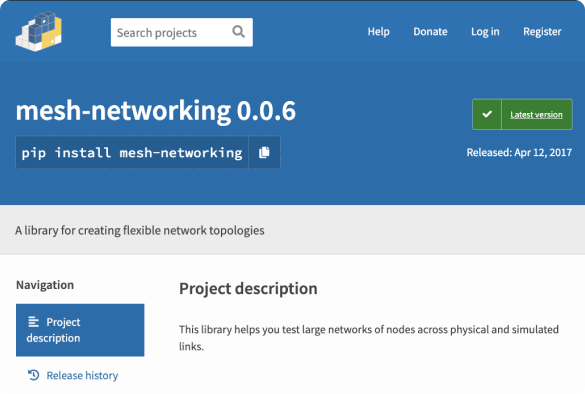 Search projects
Help
Donate
Log in
Register
mesh-networking 0.0.6
pip install mesh-networking
Latest version
Released: Apr 12, 2017
A library for creating flexible network topologies
Navigation
Project
description
Release history
Project description
This library helps you test large networks of nodes across physical and simulated
links.